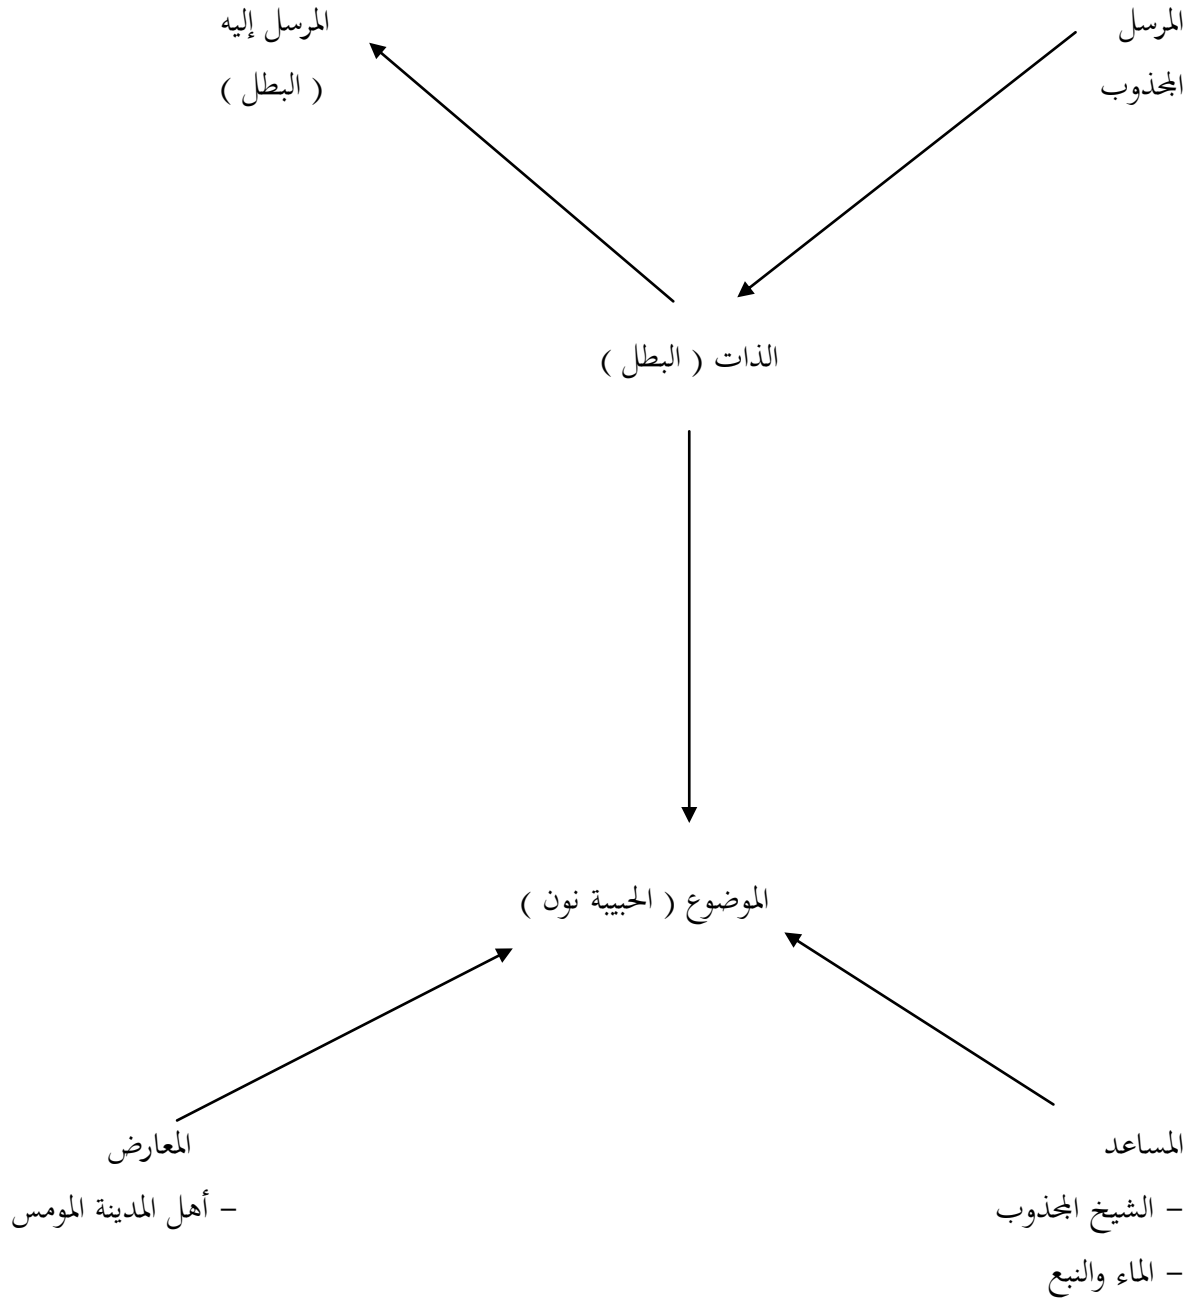 المرسل
المجذوب
المرسل إليه
( البطل )
الذات ( البطل )
الموضوع ( الحبيبة نون )
المساعد
– الشيخ المجذوب
– الماء والنبع
المعارض
– أهل المدينة المومس